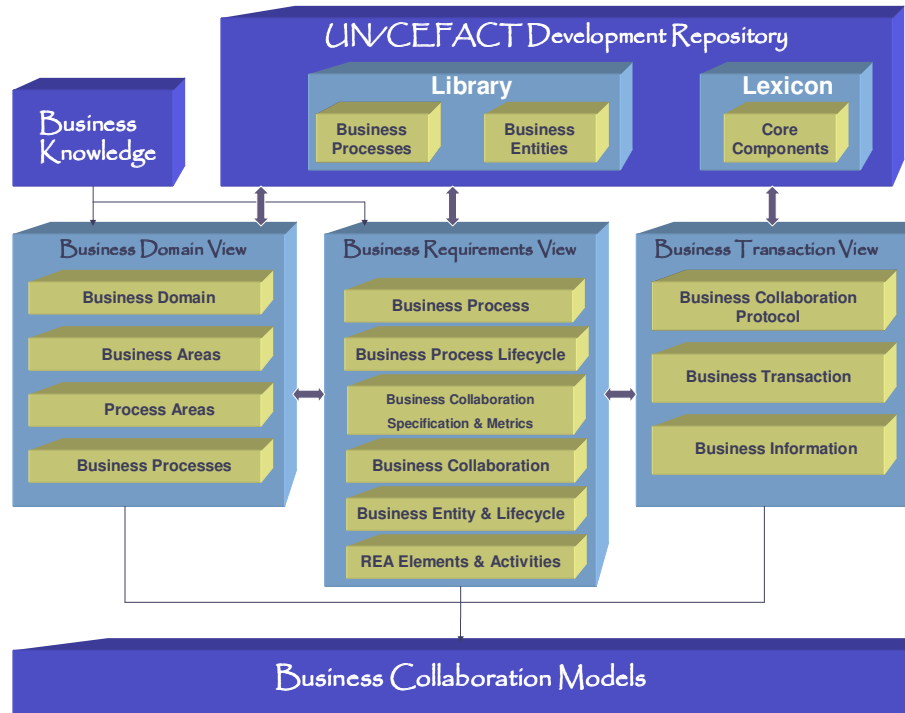 UN/CEFACT Development Repository
Library
Business
Processes
Business
Entities
Lexicon
Core
Components
Business
Knowledge
Business Domain View
Business Domain
Business Areas
Process Areas
Business Processes
Business Requirements View
Business Process
Business Process Lifecycle
Business Collaboration
Specification & Metrics
Business Collaboration
Business Entity & Lifecycle
REA Elements & Activities
Business Transaction View
Business Collaboration
Protocol
Business Transaction
Business Information
Business Collaboration Models